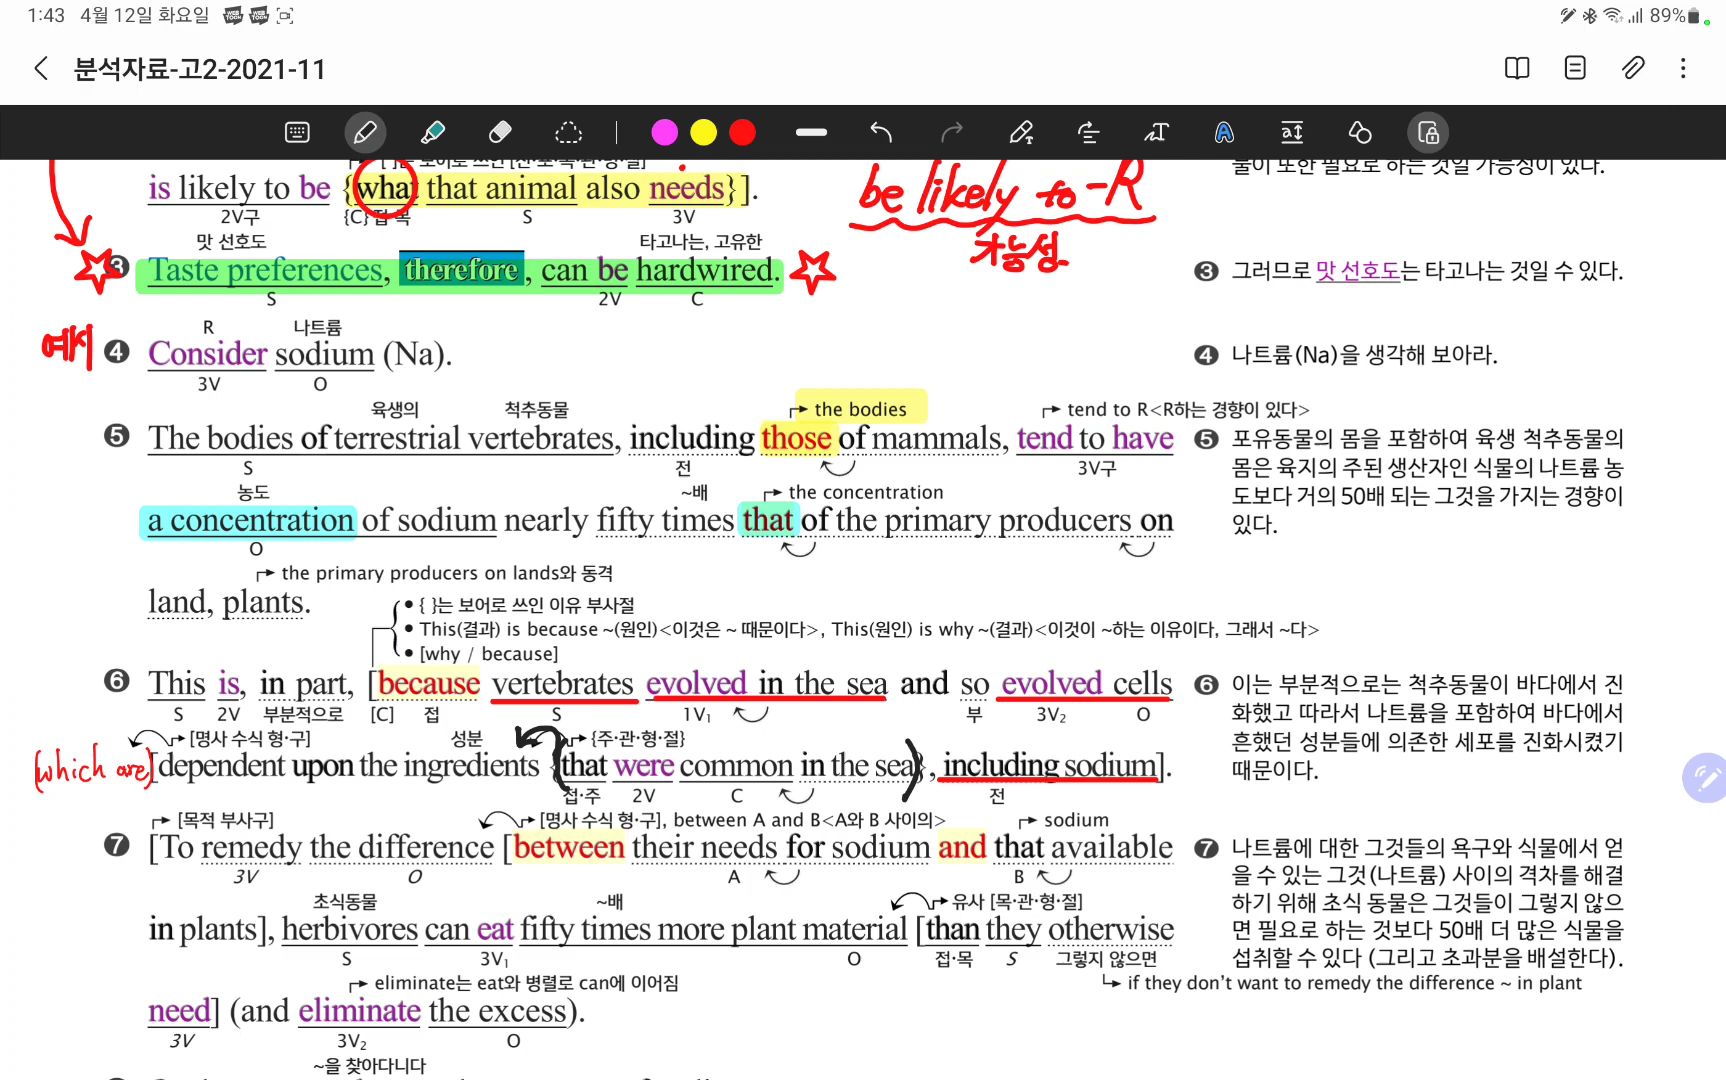 1:43 4월 12일 화요일 89%
분석자료-고2-2021-11
is likely to be {what that animal also needs}].
2V구 {C} 접·목 S 3V
be likely to -R
가능성
물이 또한 필요로 하는 것일 가능성이 있다.
맛 선호도 타고나는, 고유한
③ Taste preferences, therefore, can be hardwired.
S 2V C
③ 그러므로 맛 선호도는 타고나는 것일 수 있다.
R 나트륨
예시 ④ Consider sodium (Na).
3V O
④ 나트륨(Na)을 생각해 보아라.
육생의 척추동물 the bodies tend to R<R하는 경향이 있다>
⑤ The bodies of terrestrial vertebrates, including those of mammals, tend to have
S 전 3V구
농도 ~배 the concentration
a concentration of sodium nearly fifty times that of the primary producers on
O
the primary producers on lands와 동격
land, plants.
⑤ 포유동물의 몸을 포함하여 육생 척추동물의
몸은 육지의 주된 생산자인 식물의 나트륨 농
도보다 거의 50배 되는 그것을 가지는 경향이
있다.
• { }는 보어로 쓰인 이유 부사절
• This(결과) is because ~(원인)<이것은 ~ 때문이다>, This(원인) is why ~(결과)<이것이 ~하는 이유이다, 그래서 ~다>
• [why / because]
⑥ This is, in part, [because vertebrates evolved in the sea and so evolved cells
S 2V 부분적으로 [C] 접 S 1V₁ 부 3V₂ O
[명사 수식 형·구] 성분 {주·관·형·절}
(which are) [dependent upon the ingredients {that were common in the sea}, including sodium].
접·주 2V C 전
⑥ 이는 부분적으로는 척추동물이 바다에서 진
화했고 따라서 나트륨을 포함하여 바다에서
흔했던 성분들에 의존한 세포를 진화시켰기
때문이다.
[목적 부사구] [명사 수식 형·구], between A and B<A와 B 사이의> sodium
⑦ [To remedy the difference [between their needs for sodium and that available
3V O A B
초식동물 ~배 유사 [목·관·형·절]
in plants], herbivores can eat fifty times more plant material [than they otherwise
S 3V₁ O 접·목 S 그렇지 않으면
eliminate는 eat와 병렬로 can에 이어짐 if they don't want to remedy the difference ~ in plant
need] (and eliminate the excess).
3V 3V₂ O
⑦ 나트륨에 대한 그것들의 욕구와 식물에서 얻
을 수 있는 그것(나트륨) 사이의 격차를 해결
하기 위해 초식 동물은 그것들이 그렇지 않으
면 필요로 하는 것보다 50배 더 많은 식물을
섭취할 수 있다 (그리고 초과분을 배설한다).
~을 찾아다니다